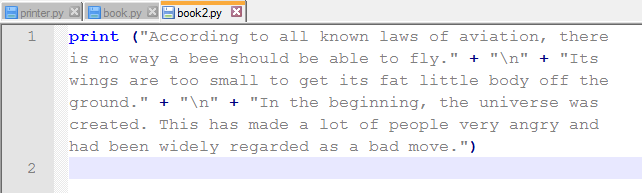 printer.py book.py book2.py
1 print ("According to all known laws of aviation, there
is no way a bee should be able to fly." + "\n" + "Its
wings are too small to get its fat little body off the
ground." + "\n" + "In the beginning, the universe was
created. This has made a lot of people very angry and
had been widely regarded as a bad move.")
2